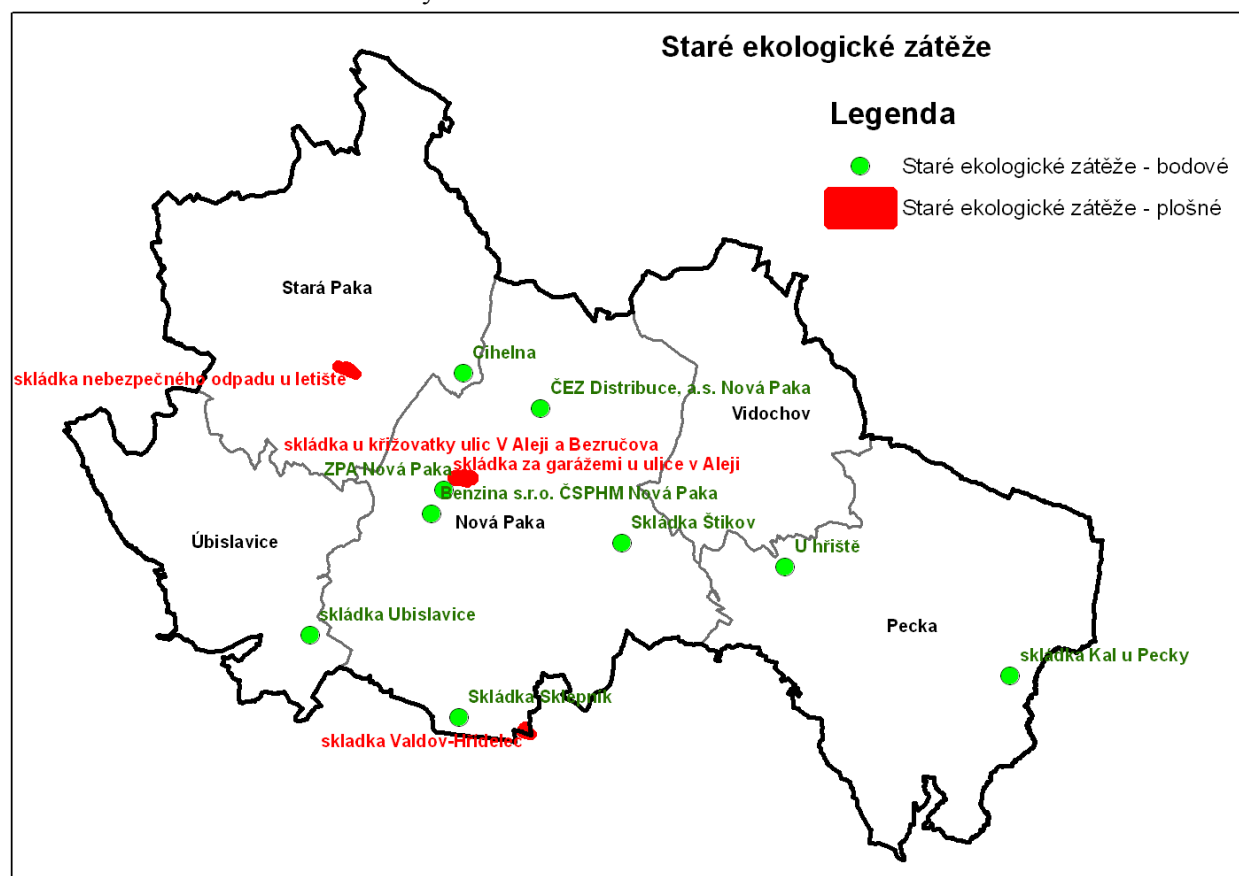 Staré ekologické zátěže
Legenda
Staré ekologické zátěže - bodové
Staré ekologické zátěže - plošné
Stará Paka
Cihelna
skládka nebezpečného odpadu u letiště
ČEZ Distribuce. a.s. Nová Paka
Vidochov
skládka u křižovatky ulic V Aleji a Bezručova
skládka za garážemi u ulice v Aleji
ZPA Nová Paka
Benzina s.r.o. ČSPHM Nová Paka
Nová Paka
Skládka Štikov
Úbislavice
U hřiště
skládka Ubislavice
Pecka
skládka Kal u Pecky
Skládka Sklepník
skladka Valdov-Hřídelec